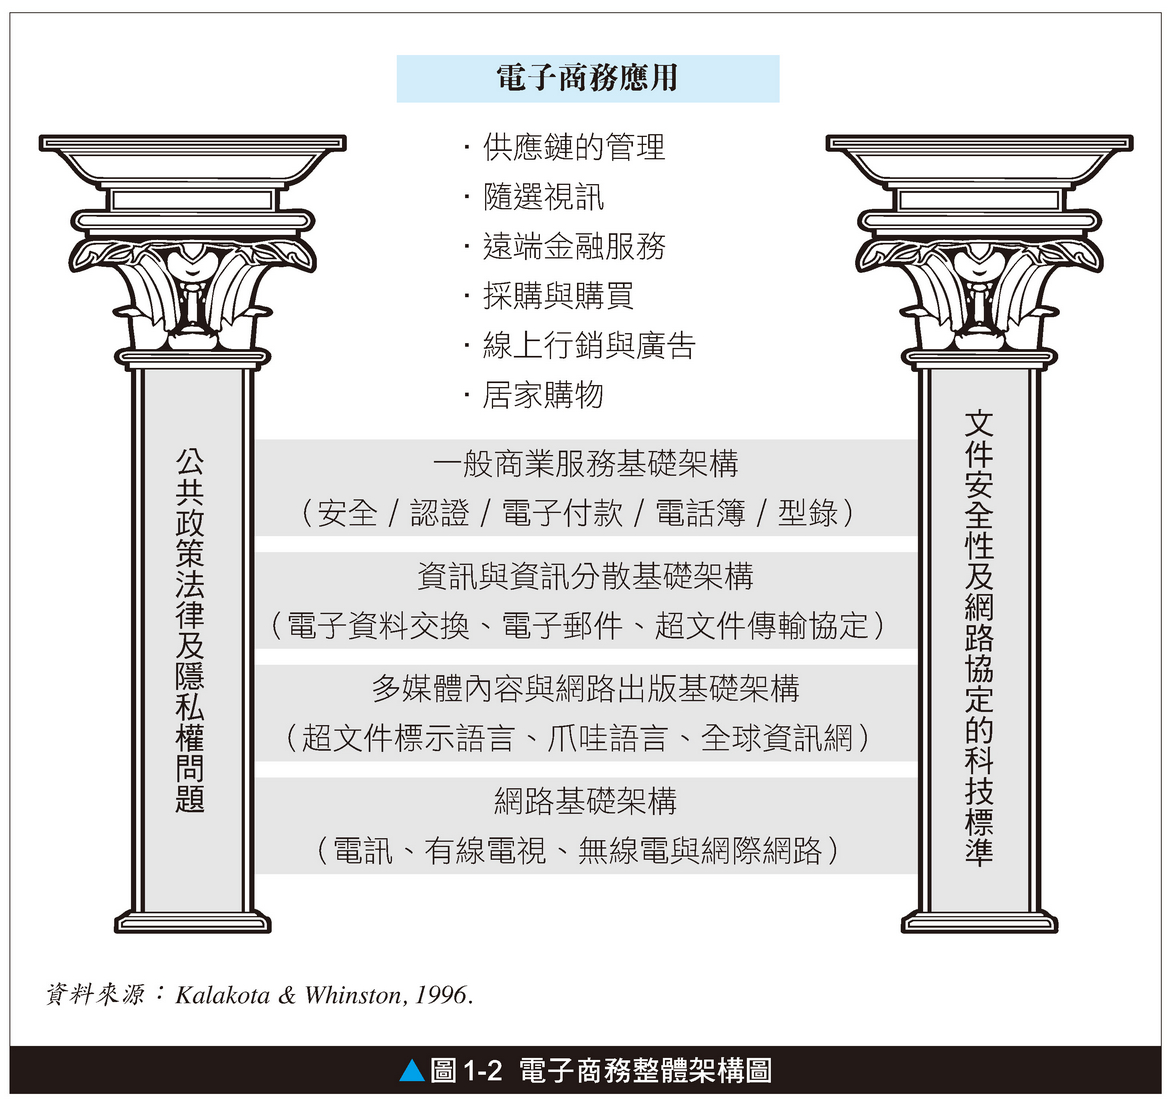 電子商務應用
・供應鏈的管理
・隨選視訊
・遠端金融服務
・採購與購買
・線上行銷與廣告
・居家購物
公共政策法律及隱私權問題
一般商業服務基礎架構
（安全 / 認證 / 電子付款 / 電話簿 / 型錄）
資訊與資訊分散基礎架構
（電子資料交換、電子郵件、超文件傳輸協定）
多媒體內容與網路出版基礎架構
（超文件標示語言、爪哇語言、全球資訊網）
網路基礎架構
（電訊、有線電視、無線電與網際網路）
文件安全性及網路協定的科技標準
資料來源：Kalakota & Whinston, 1996.
▲圖 1-2 電子商務整體架構圖